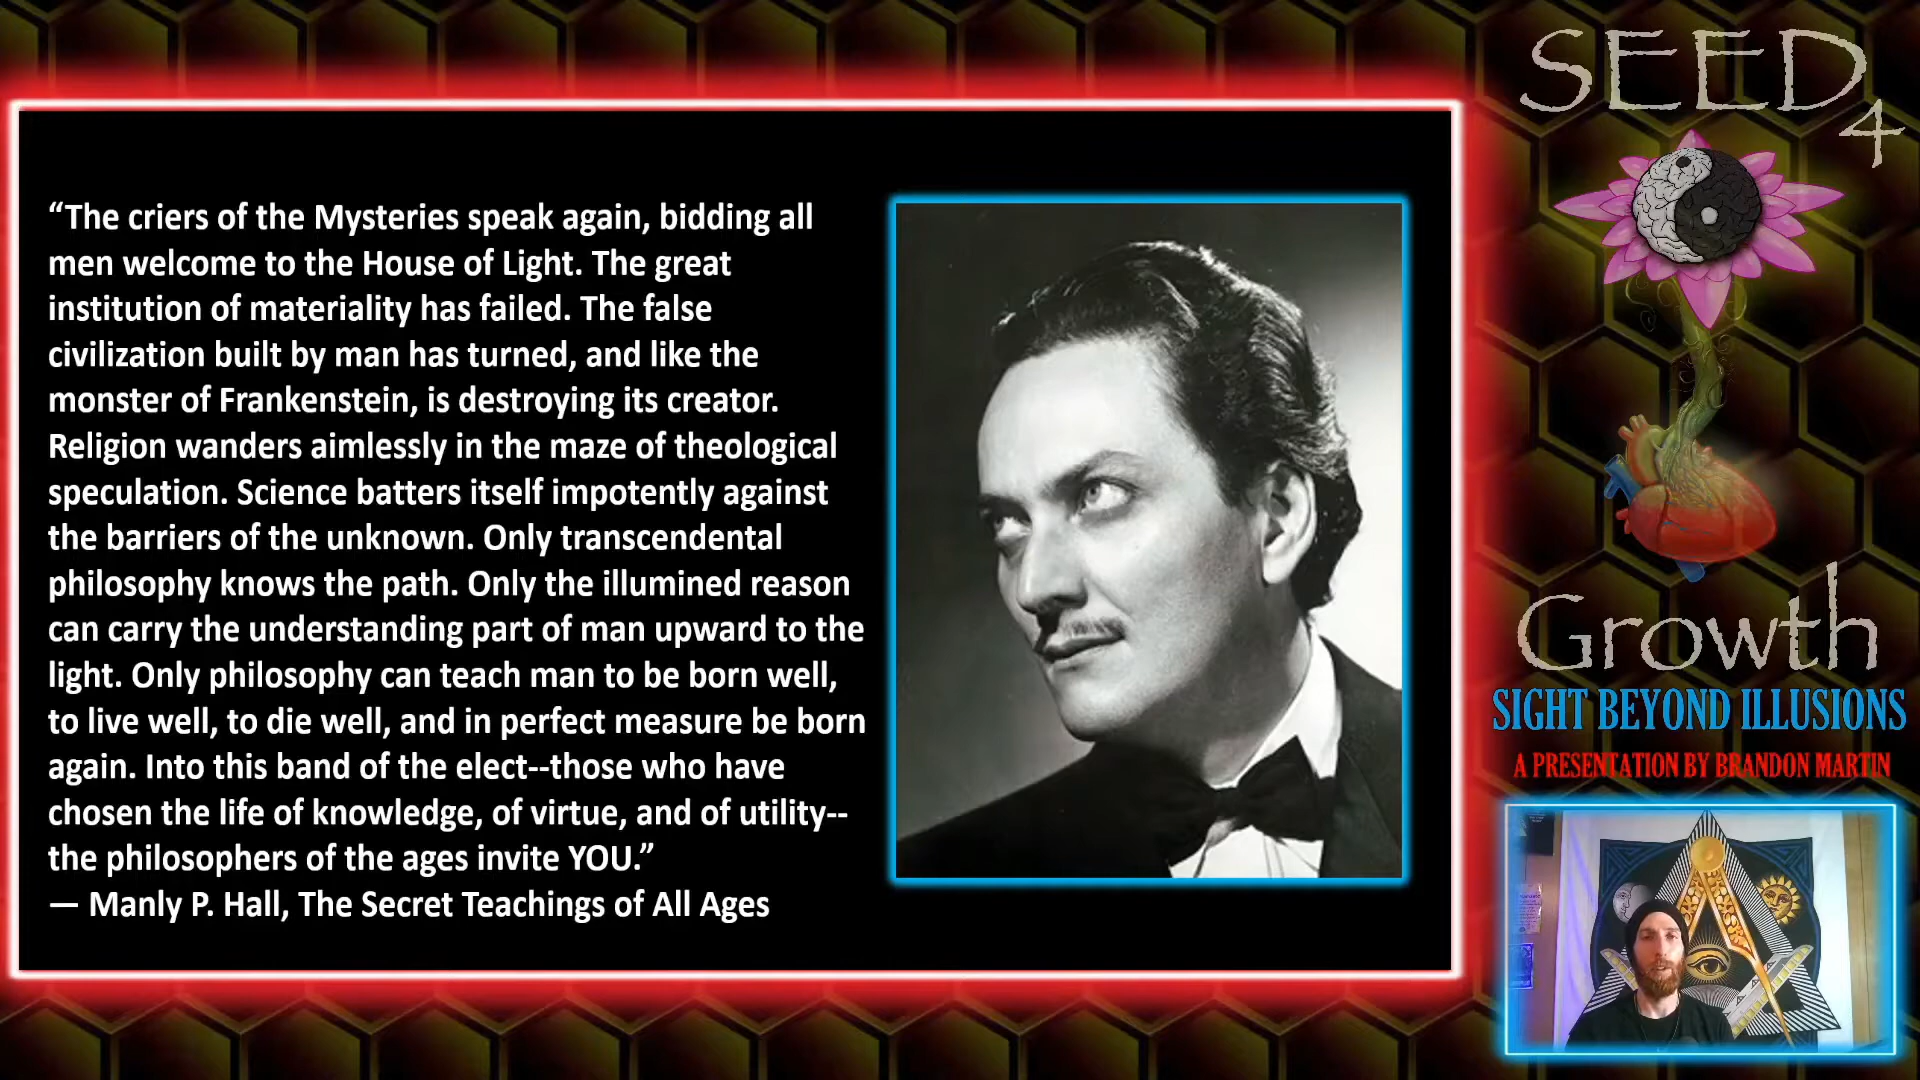 “The criers of the Mysteries speak again, bidding all
men welcome to the House of Light. The great
institution of materiality has failed. The false
civilization built by man has turned, and like the
monster of Frankenstein, is destroying its creator.
Religion wanders aimlessly in the maze of theological
speculation. Science batters itself impotently against
the barriers of the unknown. Only transcendental
philosophy knows the path. Only the illumined reason
can carry the understanding part of man upward to the
light. Only philosophy can teach man to be born well,
to live well, to die well, and in perfect measure be born
again. Into this band of the elect--those who have
chosen the life of knowledge, of virtue, and of utility--
the philosophers of the ages invite YOU.”
— Manly P. Hall, The Secret Teachings of All Ages
SEED
4
Growth
SIGHT BEYOND ILLUSIONS
A PRESENTATION BY BRANDON MARTIN